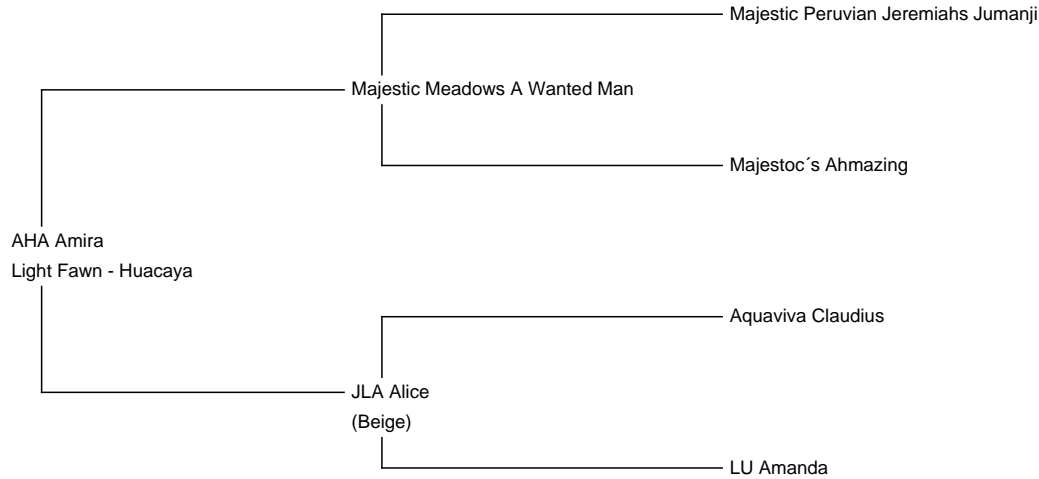 Majestic Peruvian Jeremiahs Jumanji
Majestic Meadows A Wanted Man
Majestoc´s Ahmazing
AHA Amira
Light Fawn - Huacaya
Aquaviva Claudius
JLA Alice
(Beige)
LU Amanda